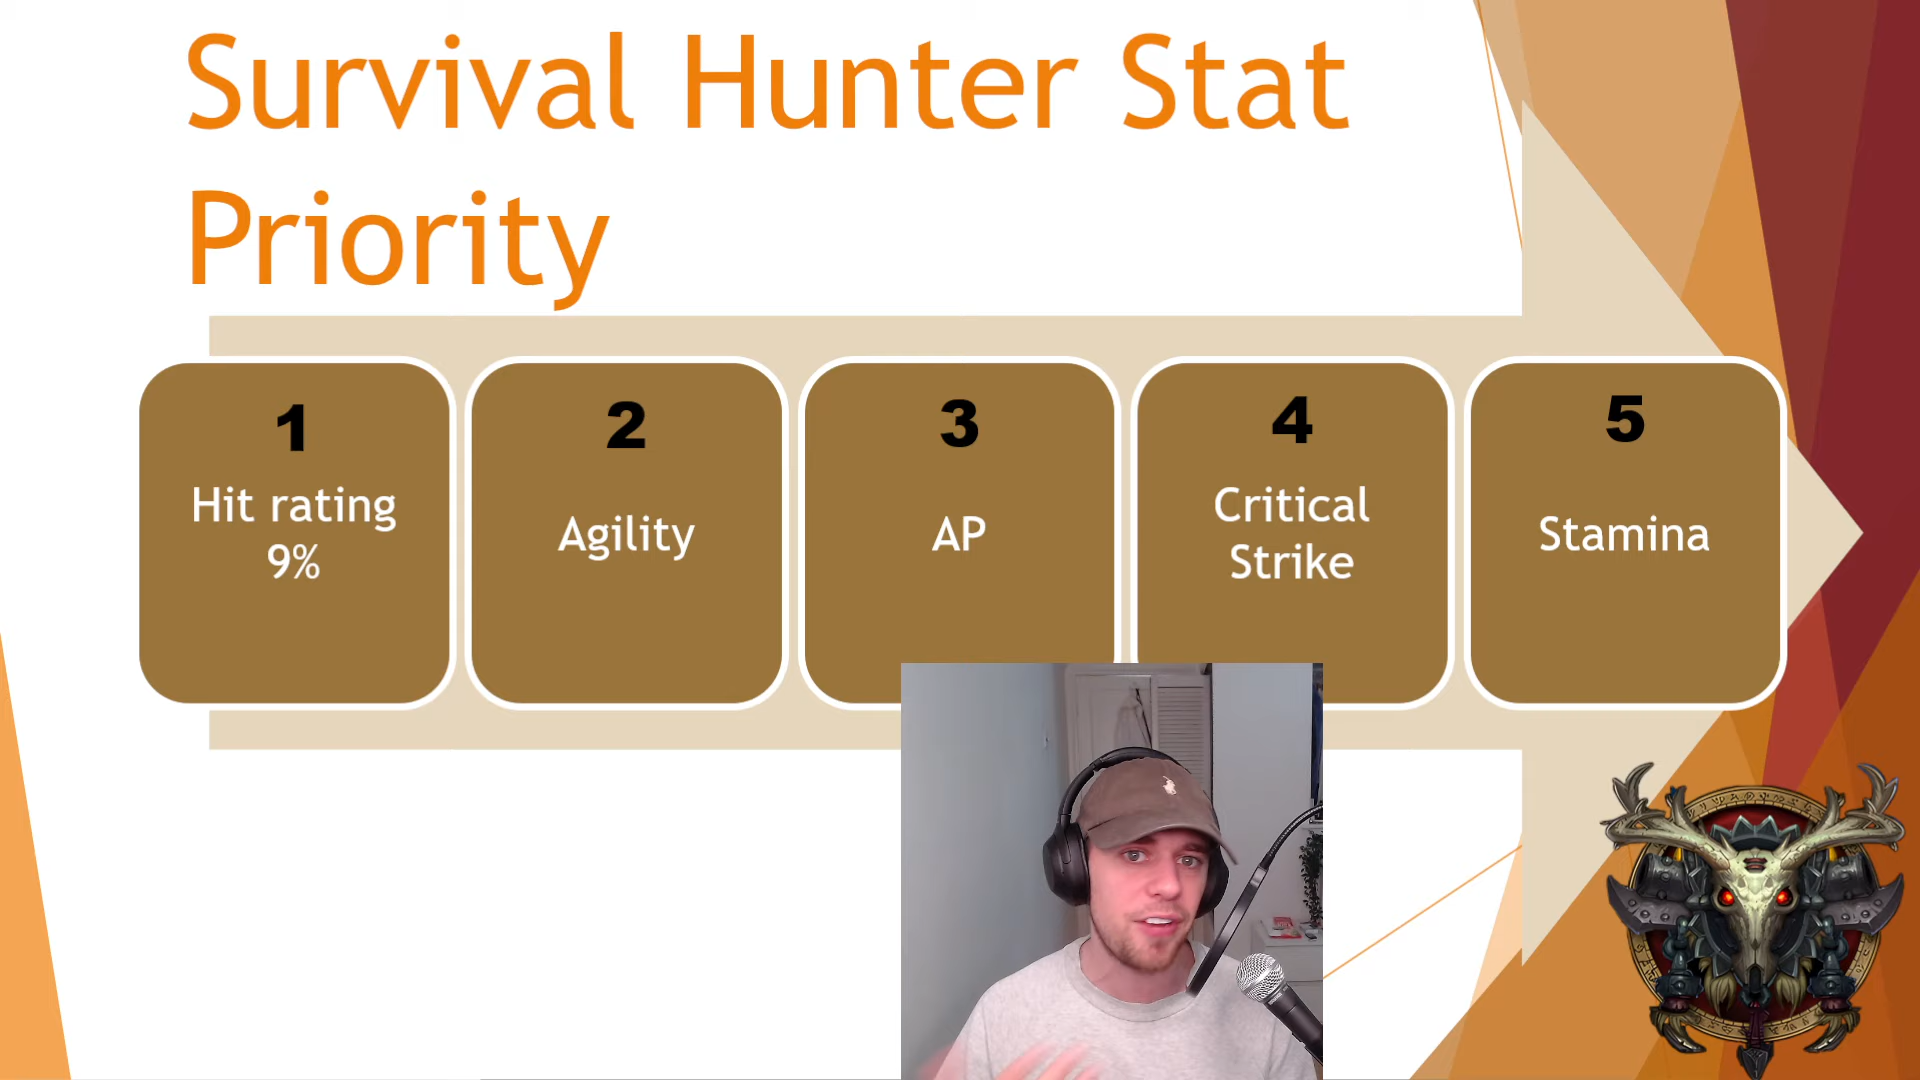 Survival Hunter Stat
Priority
1
Hit rating
9%
2
Agility
3
AP
4
Critical
Strike
5
Stamina